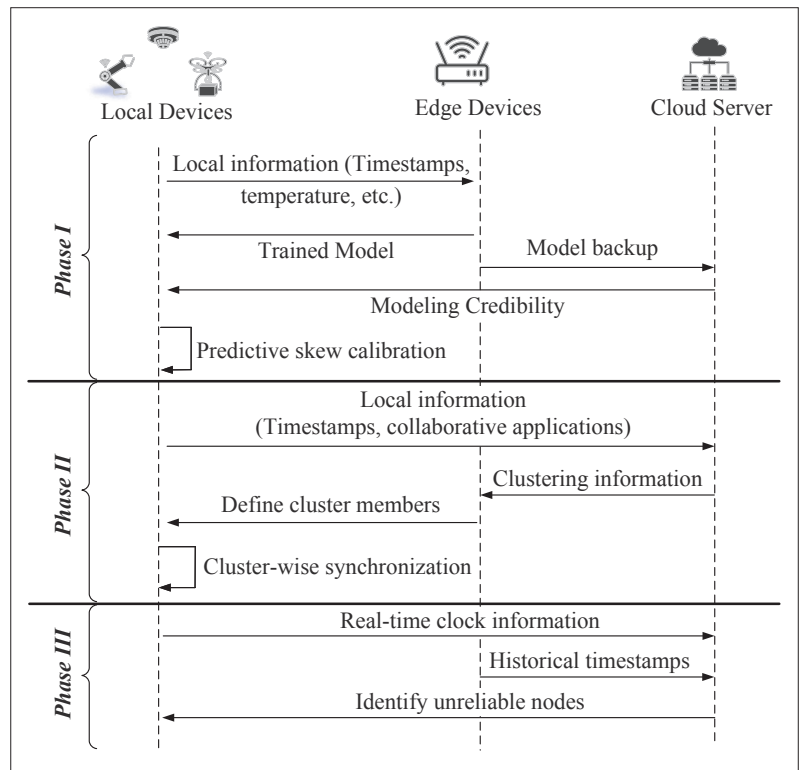 Local Devices
Edge Devices
Cloud Server
Phase I
Local information (Timestamps,
temperature, etc.)
Trained Model
Model backup
Modeling Credibility
Predictive skew calibration
Phase II
Local information
(Timestamps, collaborative applications)
Clustering information
Define cluster members
Cluster-wise synchronization
Phase III
Real-time clock information
Historical timestamps
Identify unreliable nodes